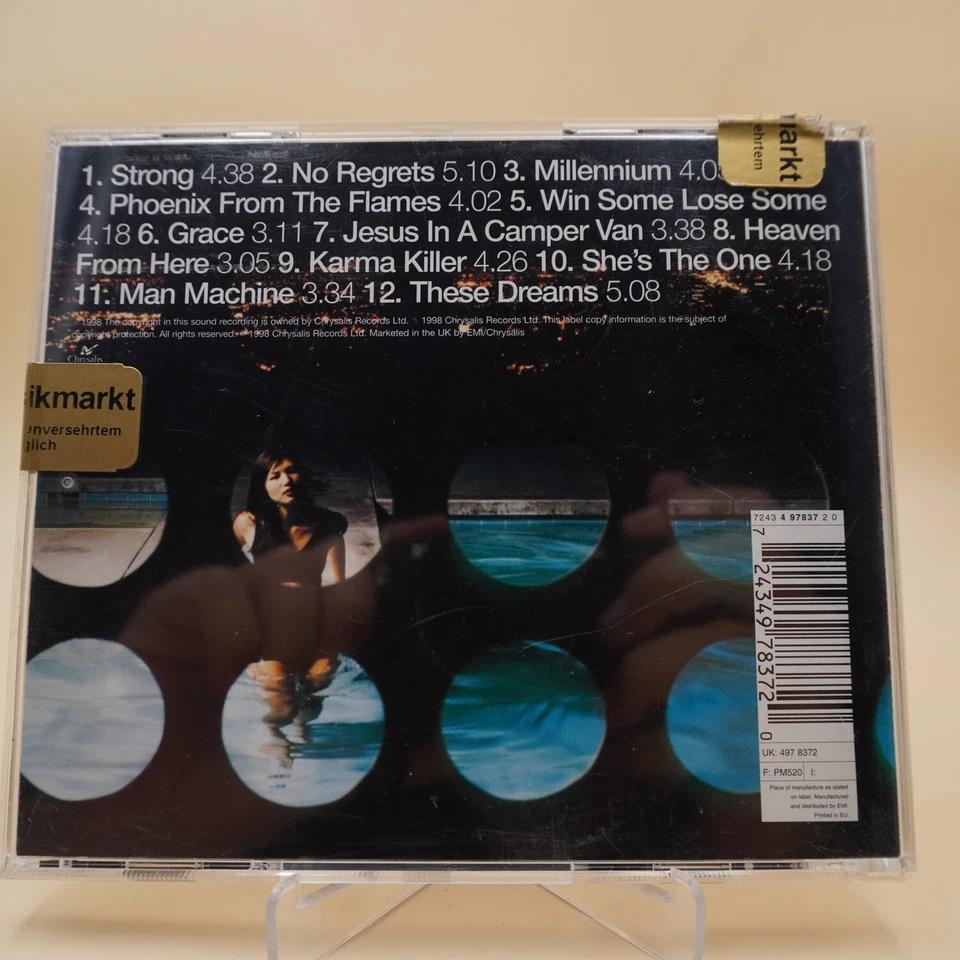 1. Strong 4.38 2. No Regrets 5.10 3. Millennium 4.0
4. Phoenix From The Flames 4.02 5. Win Some Lose Some
4.18 6. Grace 3.11 7. Jesus In A Camper Van 3.38 8. Heaven
From Here 3.05 9. Karma Killer 4.26 10. She's The One 4.18
11. Man Machine 3.34 12. These Dreams 5.08
1998 The copyright in this sound recording is owned by Chrysalis Records Ltd. 1998 Chrysalis Records Ltd. This label copy information is the subject of
copyright protection. All rights reserved. 1998 Chrysalis Records Ltd. Marketed in the UK by EMI/Chrysalis
Chrysalis
markt
ehrtem
ikmarkt
unversehrtem
glich
7243 4 97837 2 0
7 24349 78372 0
UK: 497 8372
F: PM520 I:
Place of manufacture as stated
on label. Manufactured
and distributed by EMI.
Printed in EU.